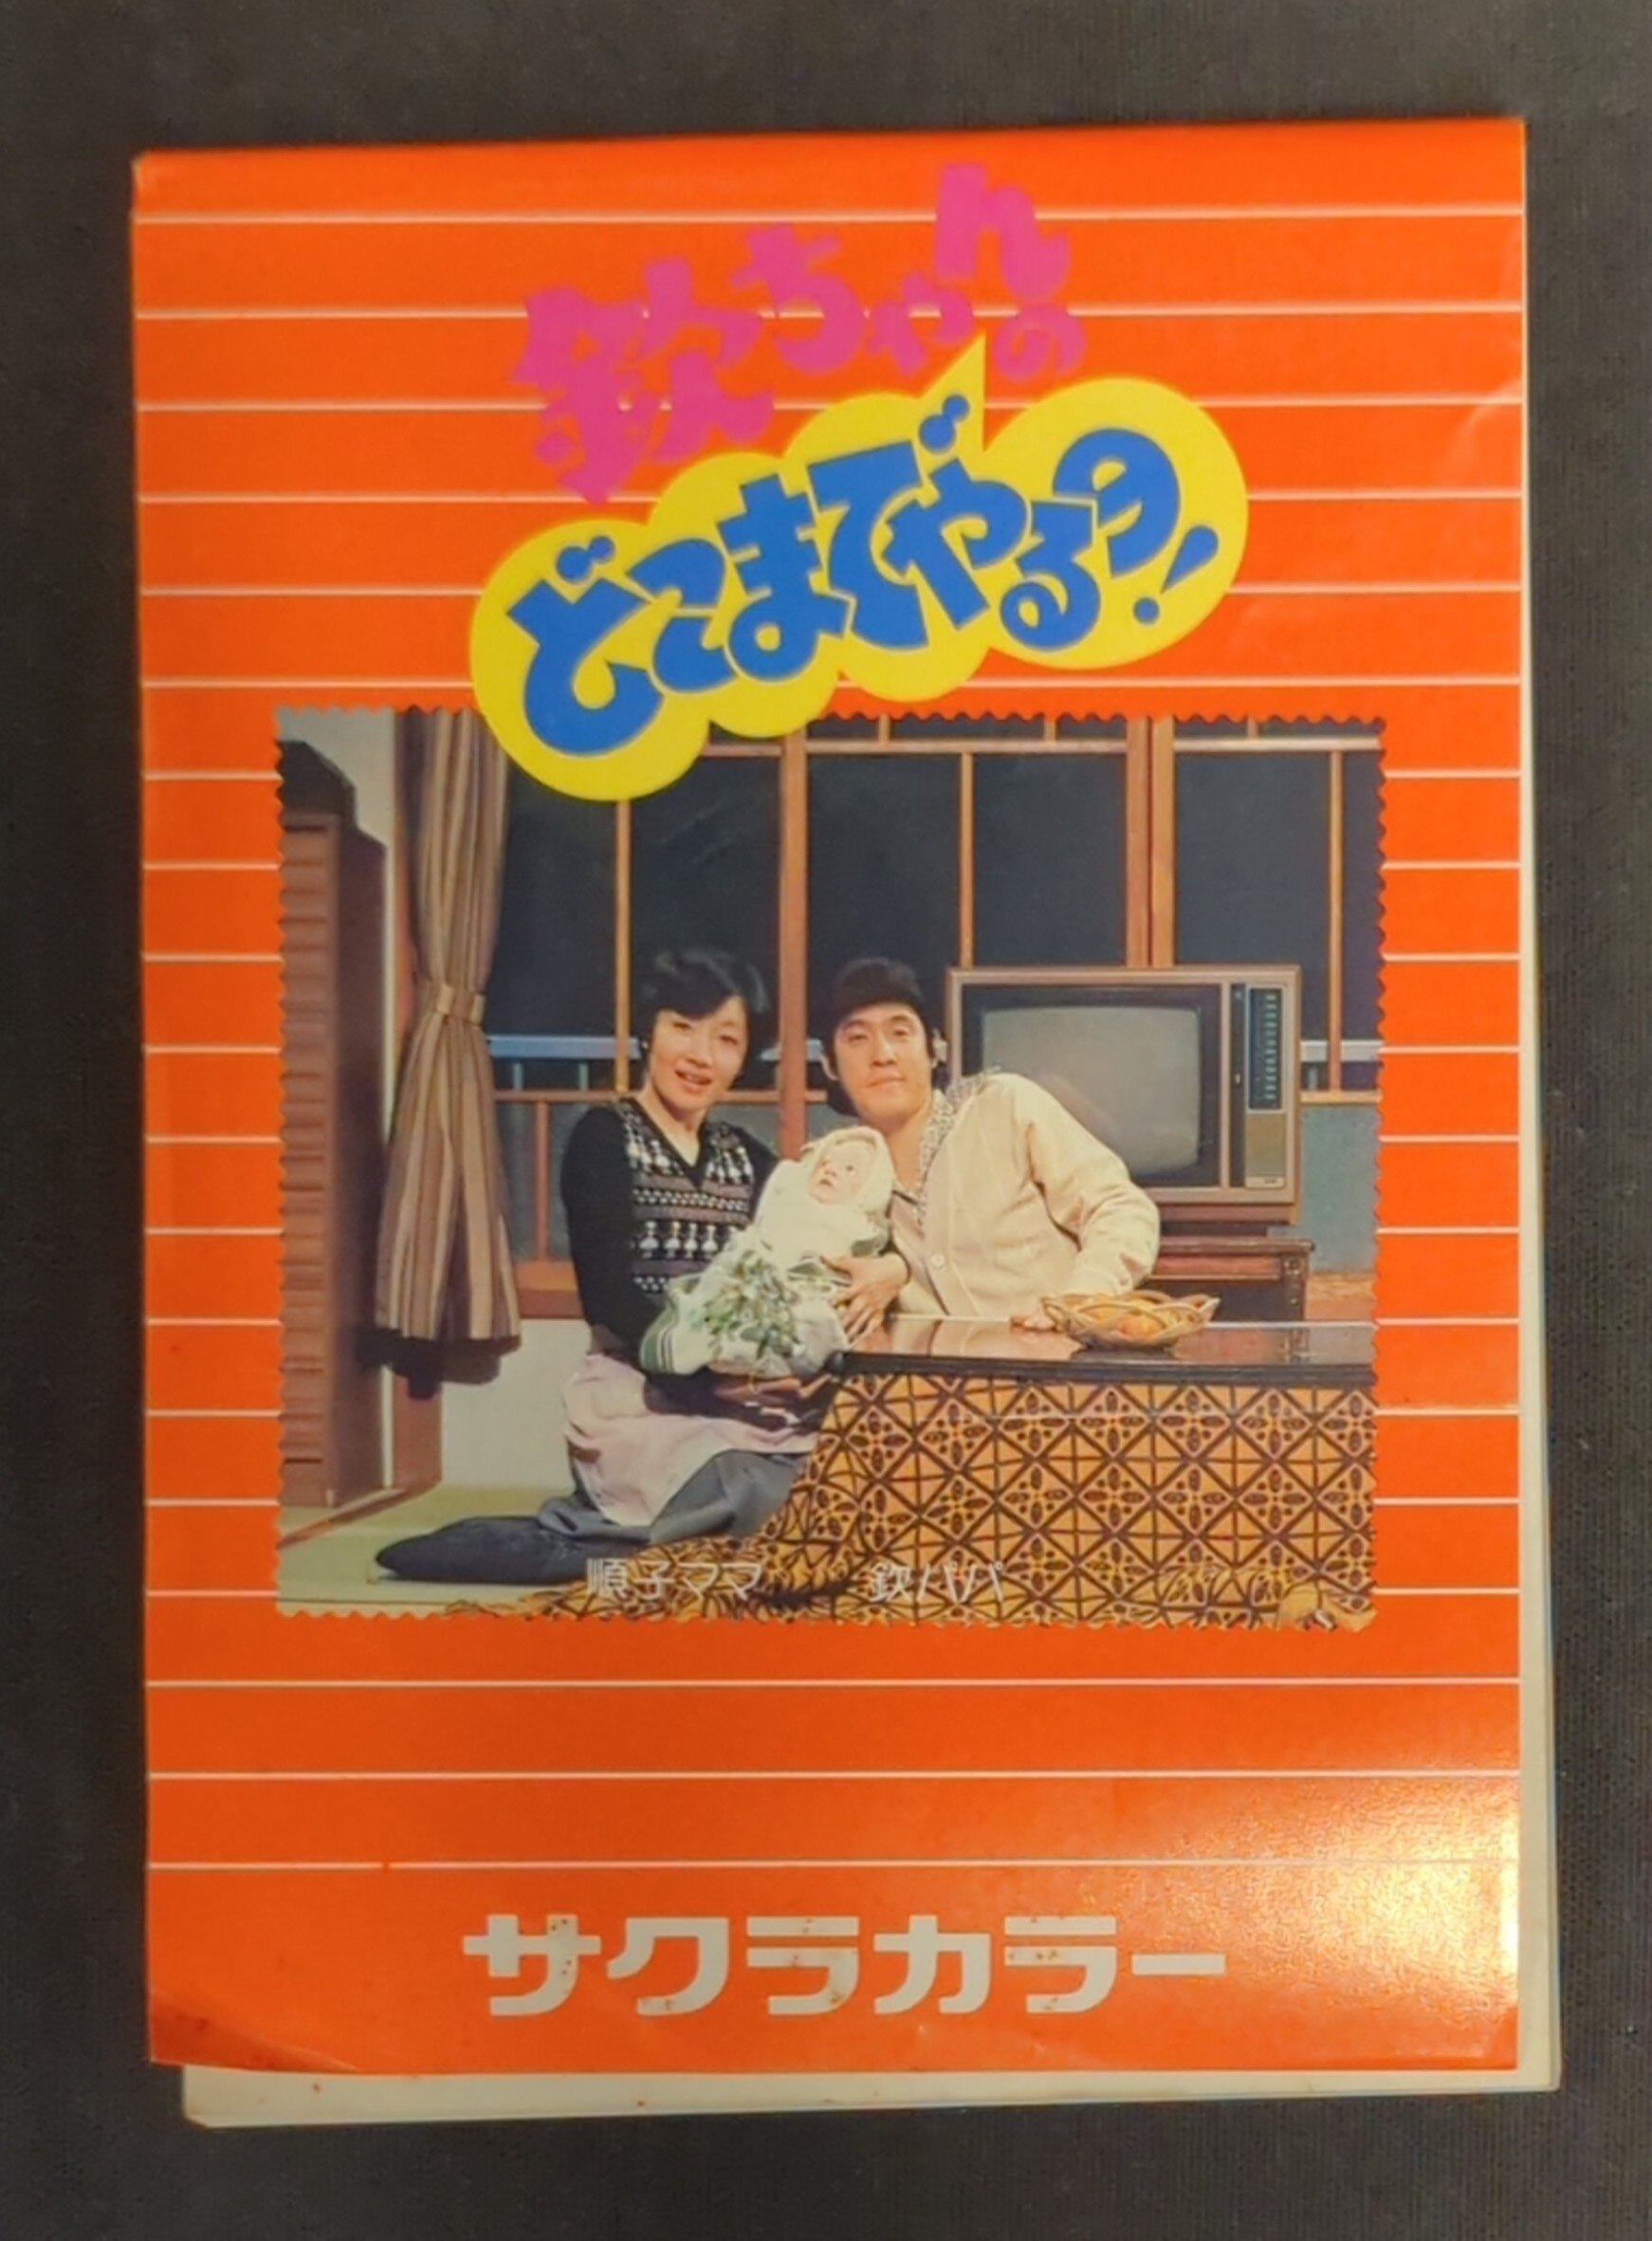 欽ちゃんの
どこまでやるの?!
順子ママ 欽パパ
サクラカラー